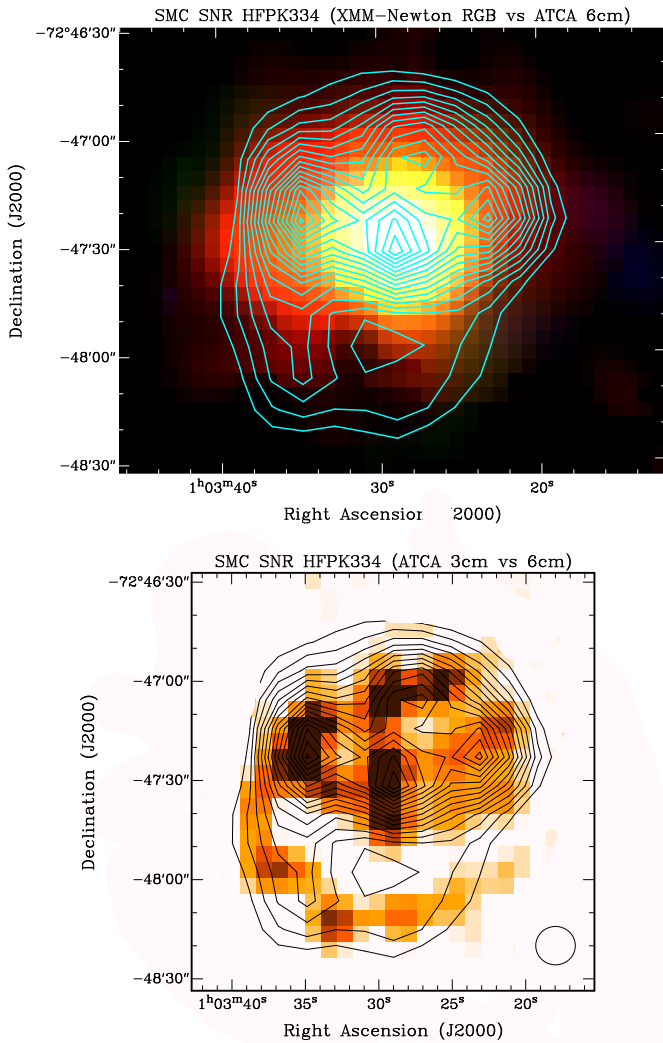 SMC SNR HFPK334 (XMM−Newton RGB vs ATCA 6cm)
−72°46′30″
−47′00″
−47′30″
−48′00″
−48′30″
Declination (J2000)
1ʰ03ᵐ40ˢ 30ˢ 20ˢ
Right Ascension 2000)
SMC SNR HFPK334 (ATCA 3cm vs 6cm)
−72°46′30″
−47′00″
−47′30″
−48′00″
−48′30″
Declination (J2000)
1ʰ03ᵐ40ˢ 35ˢ 30ˢ 25ˢ 20ˢ
Right Ascension (J2000)